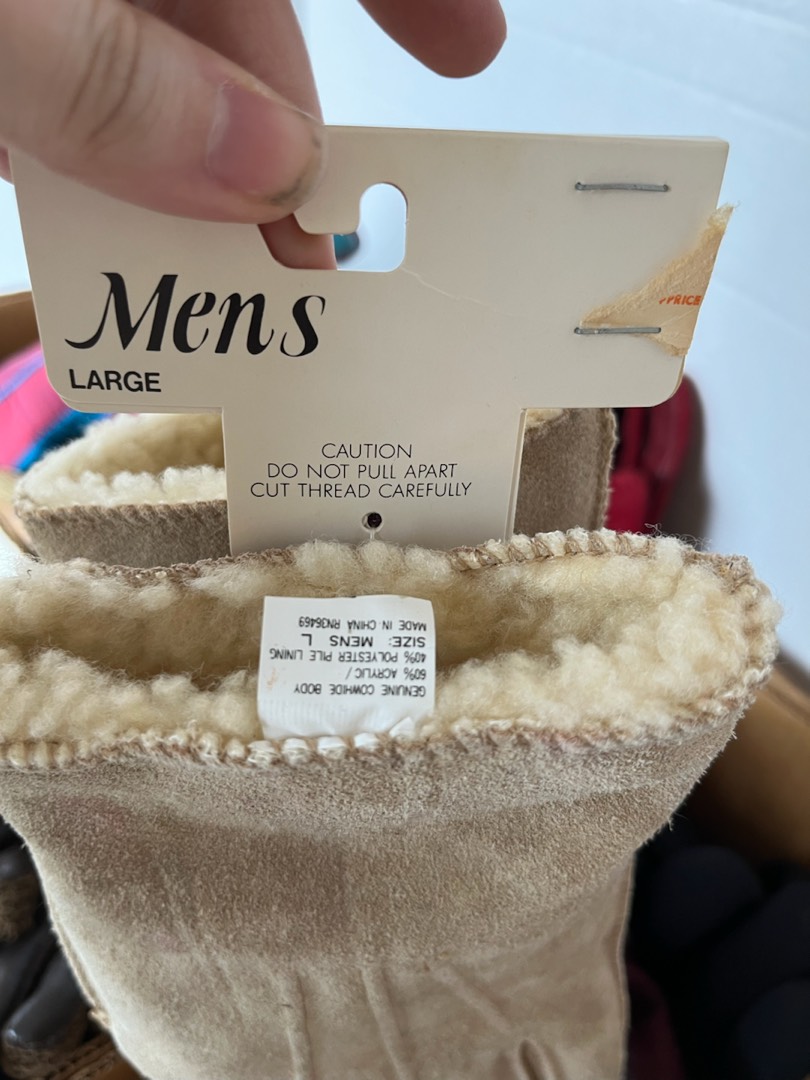 Mens
LARGE
PRICE
CAUTION
DO NOT PULL APART
CUT THREAD CAREFULLY
GENUINE COWHIDE BODY
60% ACRYLIC /
40% POLYESTER PILE LINING
SIZE: MENS L
MADE IN CHINA RN36469